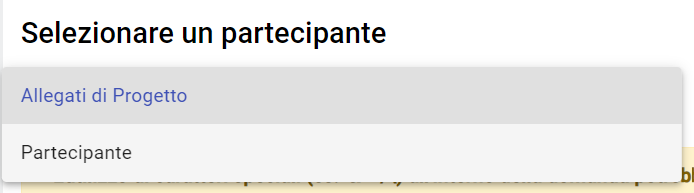 Selezionare un partecipante
Allegati di Progetto
Partecipante